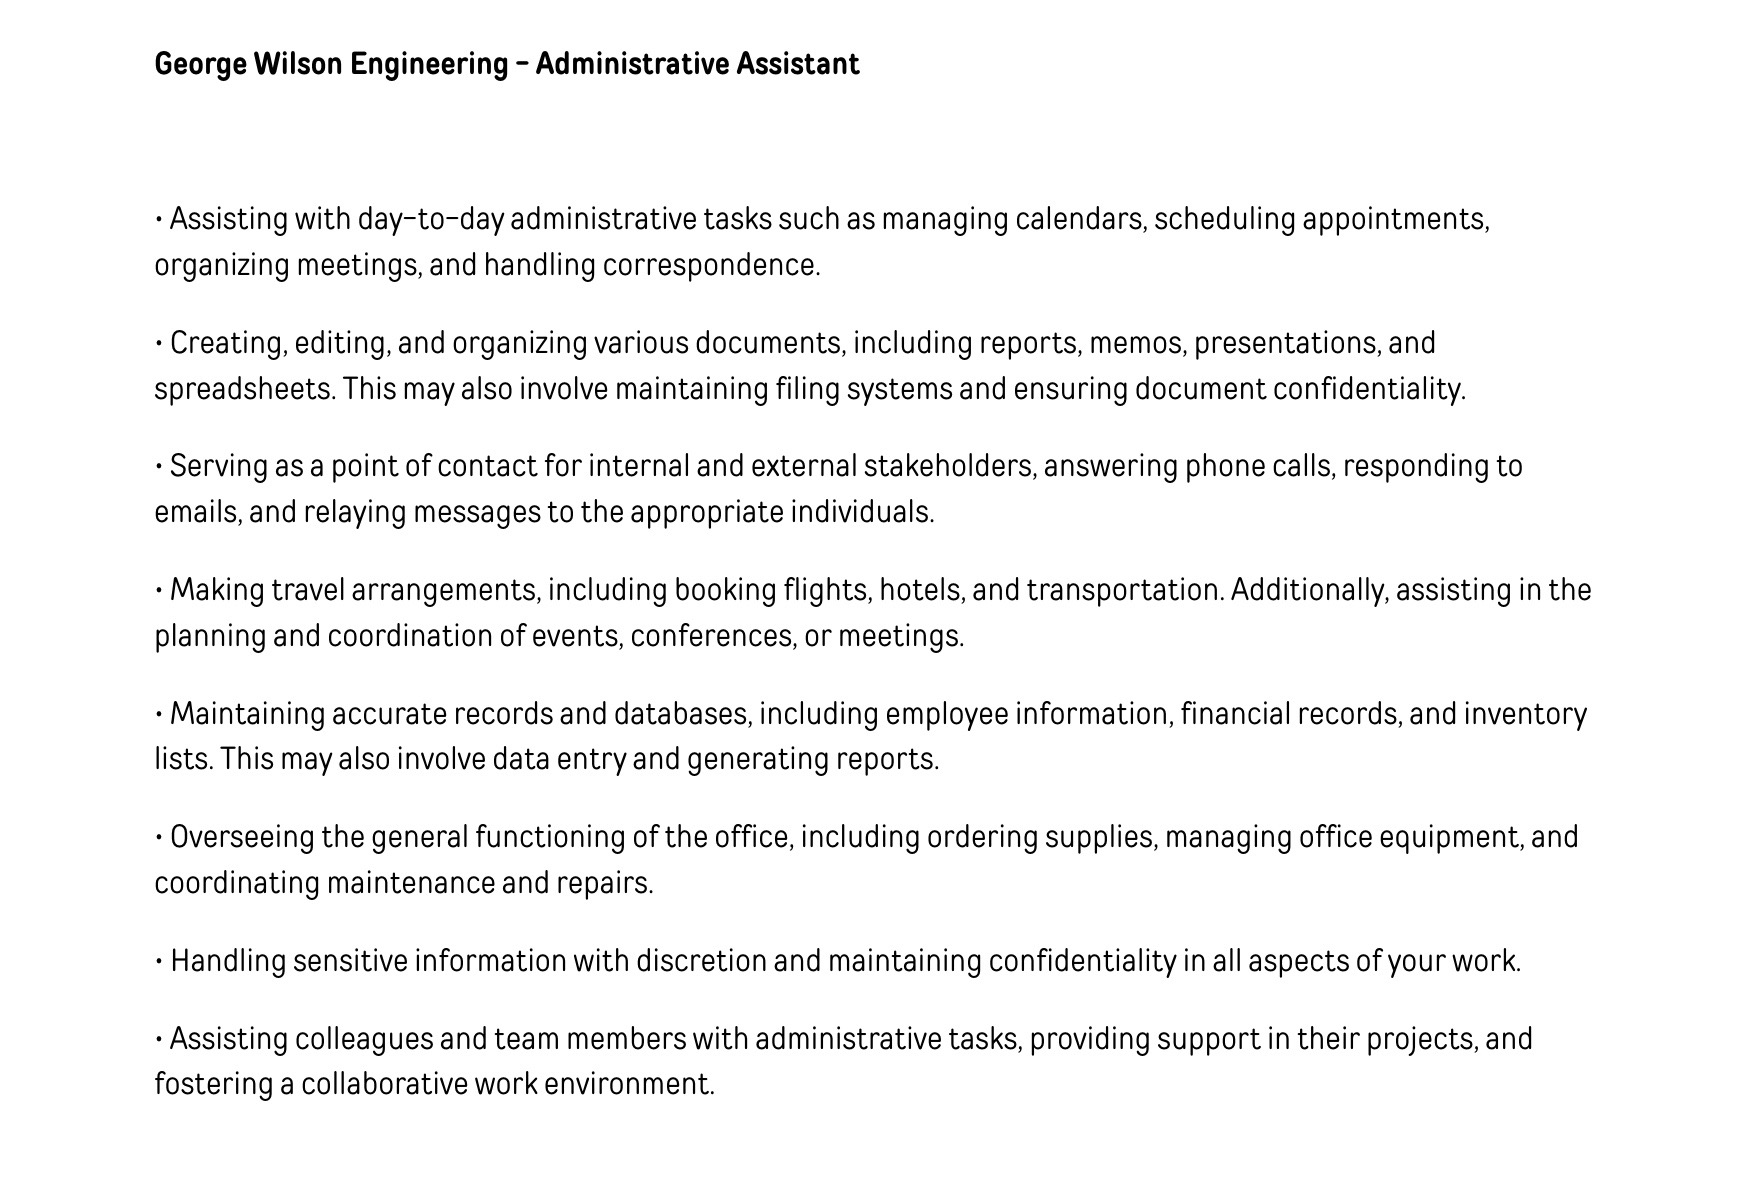 George Wilson Engineering – Administrative Assistant
• Assisting with day-to-day administrative tasks such as managing calendars, scheduling appointments,
organizing meetings, and handling correspondence.
• Creating, editing, and organizing various documents, including reports, memos, presentations, and
spreadsheets. This may also involve maintaining filing systems and ensuring document confidentiality.
• Serving as a point of contact for internal and external stakeholders, answering phone calls, responding to
emails, and relaying messages to the appropriate individuals.
• Making travel arrangements, including booking flights, hotels, and transportation. Additionally, assisting in the
planning and coordination of events, conferences, or meetings.
• Maintaining accurate records and databases, including employee information, financial records, and inventory
lists. This may also involve data entry and generating reports.
• Overseeing the general functioning of the office, including ordering supplies, managing office equipment, and
coordinating maintenance and repairs.
• Handling sensitive information with discretion and maintaining confidentiality in all aspects of your work.
• Assisting colleagues and team members with administrative tasks, providing support in their projects, and
fostering a collaborative work environment.